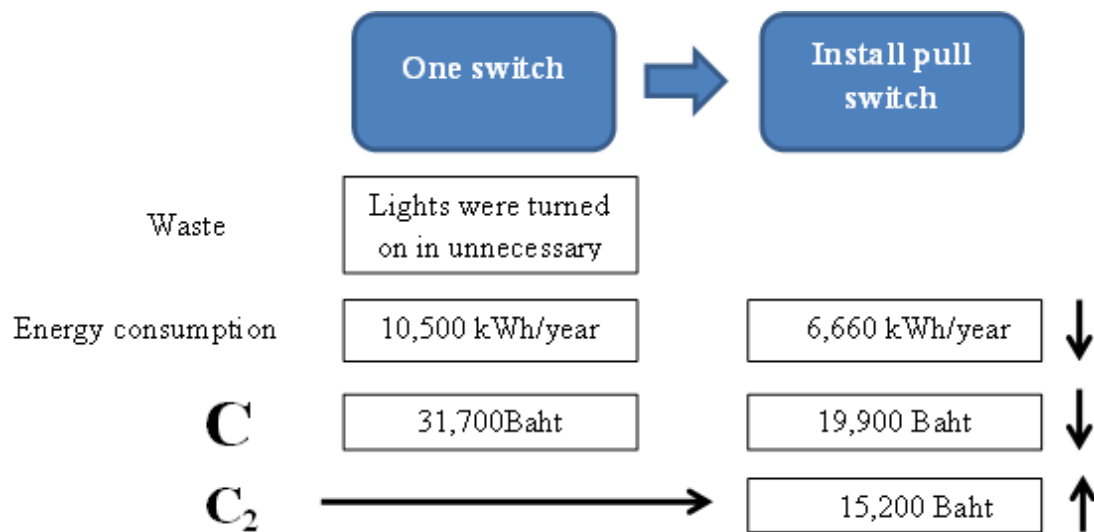 One switch
Install pull
switch
Waste
Lights were turned
on in unnecessary
Energy consumption
10,500 kWh/year
6,660 kWh/year
C
31,700Baht
19,900 Baht
C₂
15,200 Baht